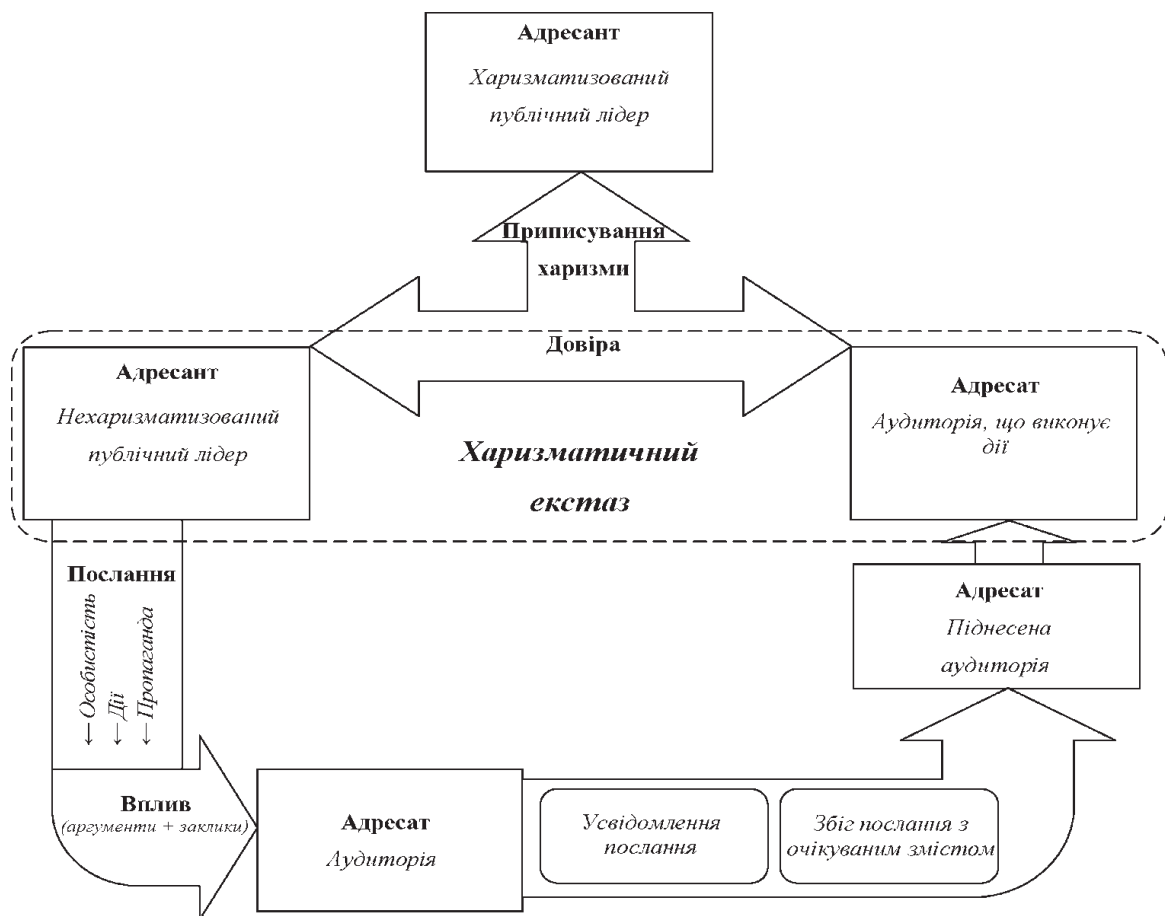 Адресант
Харизматизований
публічний лідер
Приписування
харизми
Довіра
Адресант
Нехаризматизований
публічний лідер
Харизматичний
екстаз
Адресат
Аудиторія, що виконує
дії
Послання
← Особистість
← Дії
← Пропаганда
Адресат
Піднесена
аудиторія
Вплив
(аргументи + заклики)
Адресат
Аудиторія
Усвідомлення
послання
Збіг послання з
очікуваним змістом